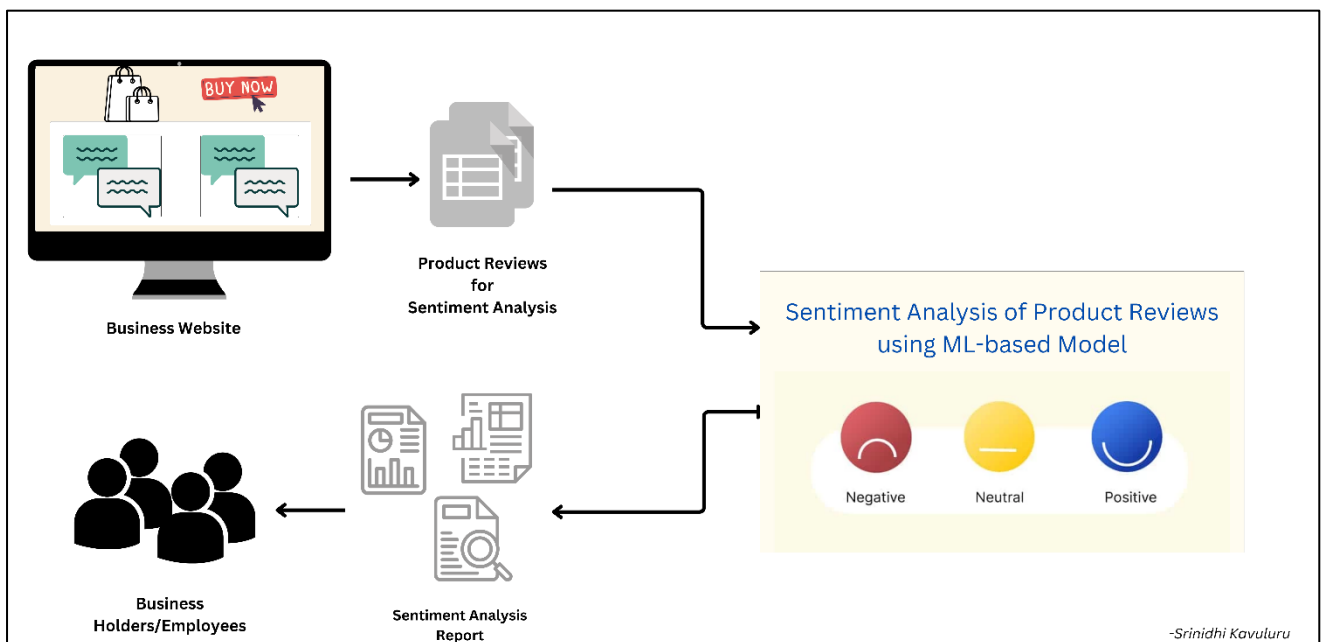 BUY NOW
Business Website
Product Reviews
for
Sentiment Analysis
Sentiment Analysis of Product Reviews
using ML-based Model
Negative
Neutral
Positive
Business
Holders/Employees
Sentiment Analysis
Report
-Srinidhi Kavuluru